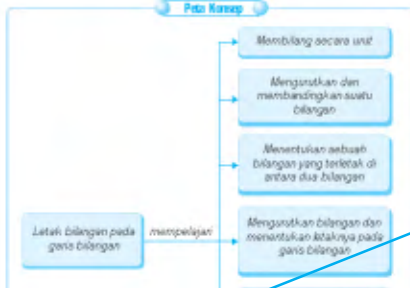 Peta Konsep
Membilang secara urut
Mengurutkan dan
membandingkan suatu
bilangan
Menentukan sebuah
bilangan yang terletak di
antara dua bilangan
Letak bilangan pada
garis bilangan
mempelajari
Mengurutkan bilangan dan
menentukan letaknya pada
garis bilangan